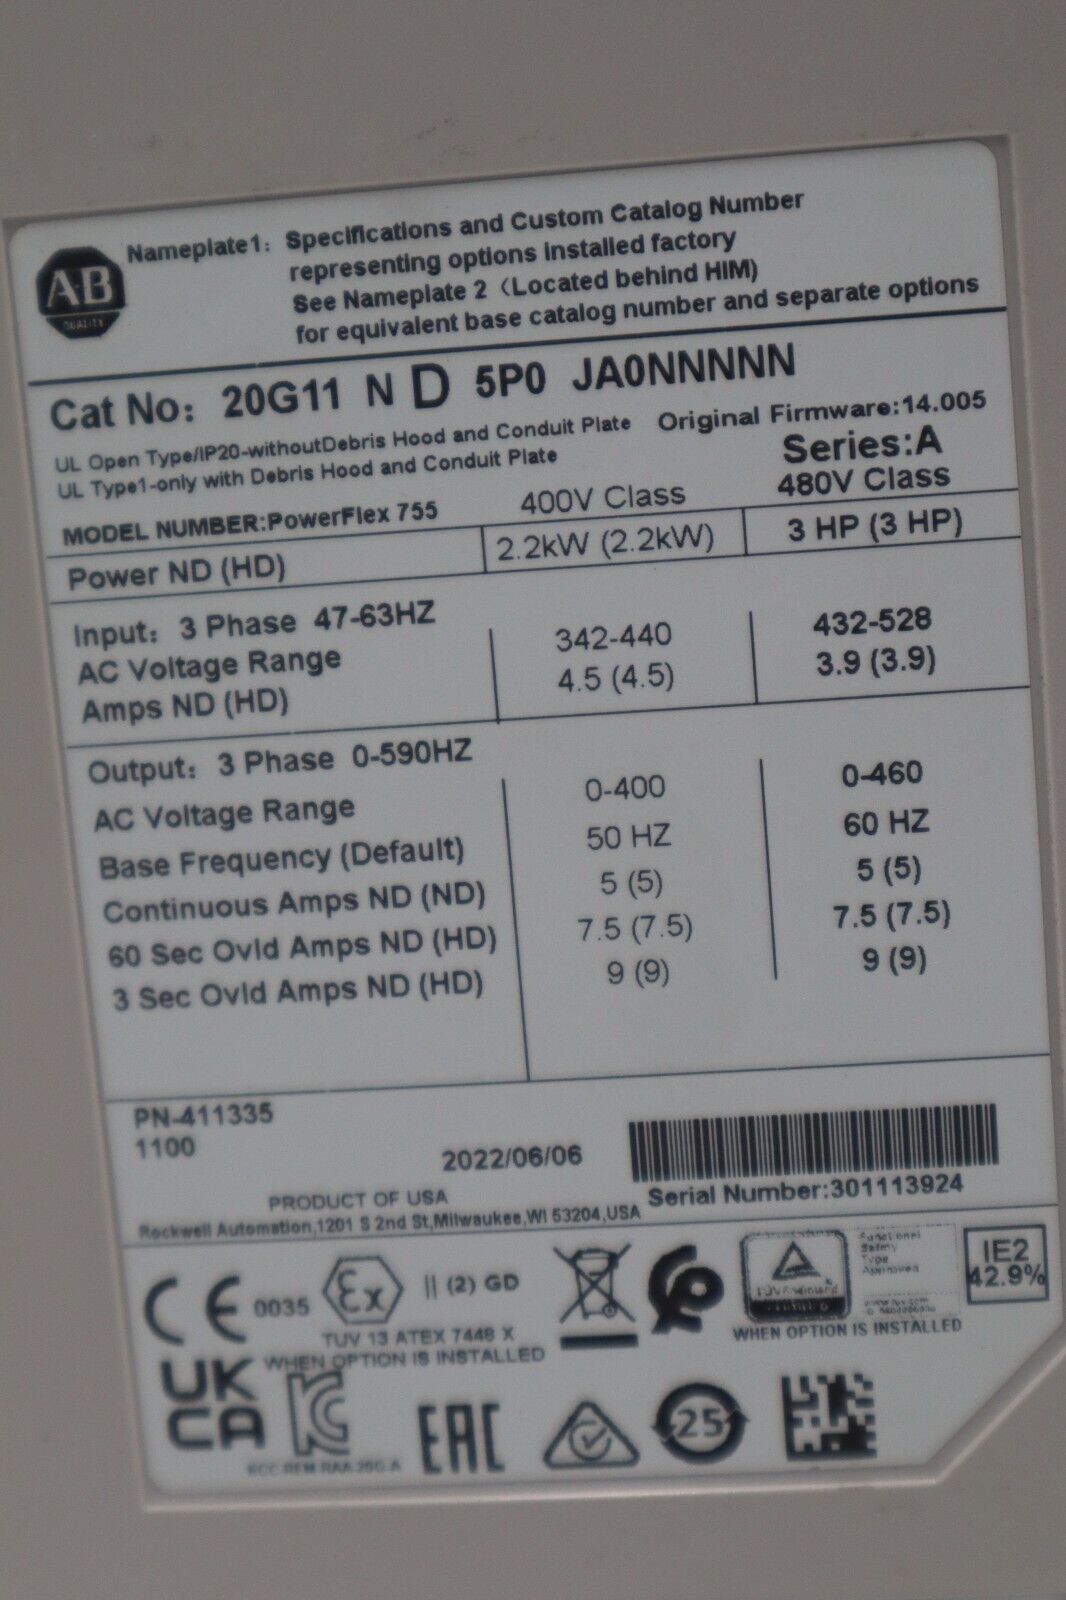 AB
QUALITY
Nameplate1: Specifications and Custom Catalog Number
representing options installed factory
See Nameplate 2 (Located behind HIM)
for equivalent base catalog number and separate options
Cat No: 20G11 N D 5P0 JA0NNNNN
UL Open Type/IP20-withoutDebris Hood and Conduit Plate Original Firmware:14.005
UL Type1-only with Debris Hood and Conduit Plate Series:A
MODEL NUMBER:PowerFlex 755 400V Class 480V Class
Power ND (HD) 2.2kW (2.2kW) 3 HP (3 HP)
Input: 3 Phase 47-63HZ
AC Voltage Range 342-440 432-528
Amps ND (HD) 4.5 (4.5) 3.9 (3.9)
Output: 3 Phase 0-590HZ
AC Voltage Range 0-400 0-460
Base Frequency (Default) 50 HZ 60 HZ
Continuous Amps ND (ND) 5 (5) 5 (5)
60 Sec Ovld Amps ND (HD) 7.5 (7.5) 7.5 (7.5)
3 Sec Ovld Amps ND (HD) 9 (9) 9 (9)
PN-411335
1100
2022/06/06
Serial Number:301113924
PRODUCT OF USA
Rockwell Automation,1201 S 2nd St,Milwaukee,WI 53204,USA
CE 0035 Ex II (2) GD
TUV 13 ATEX 7448 X
WHEN OPTION IS INSTALLED
Functional
Safety
Type
Approved
WHEN OPTION IS INSTALLED
IE2
42.9%
UK
CA
KCC-REM-RAA-20G-A
EAC
25